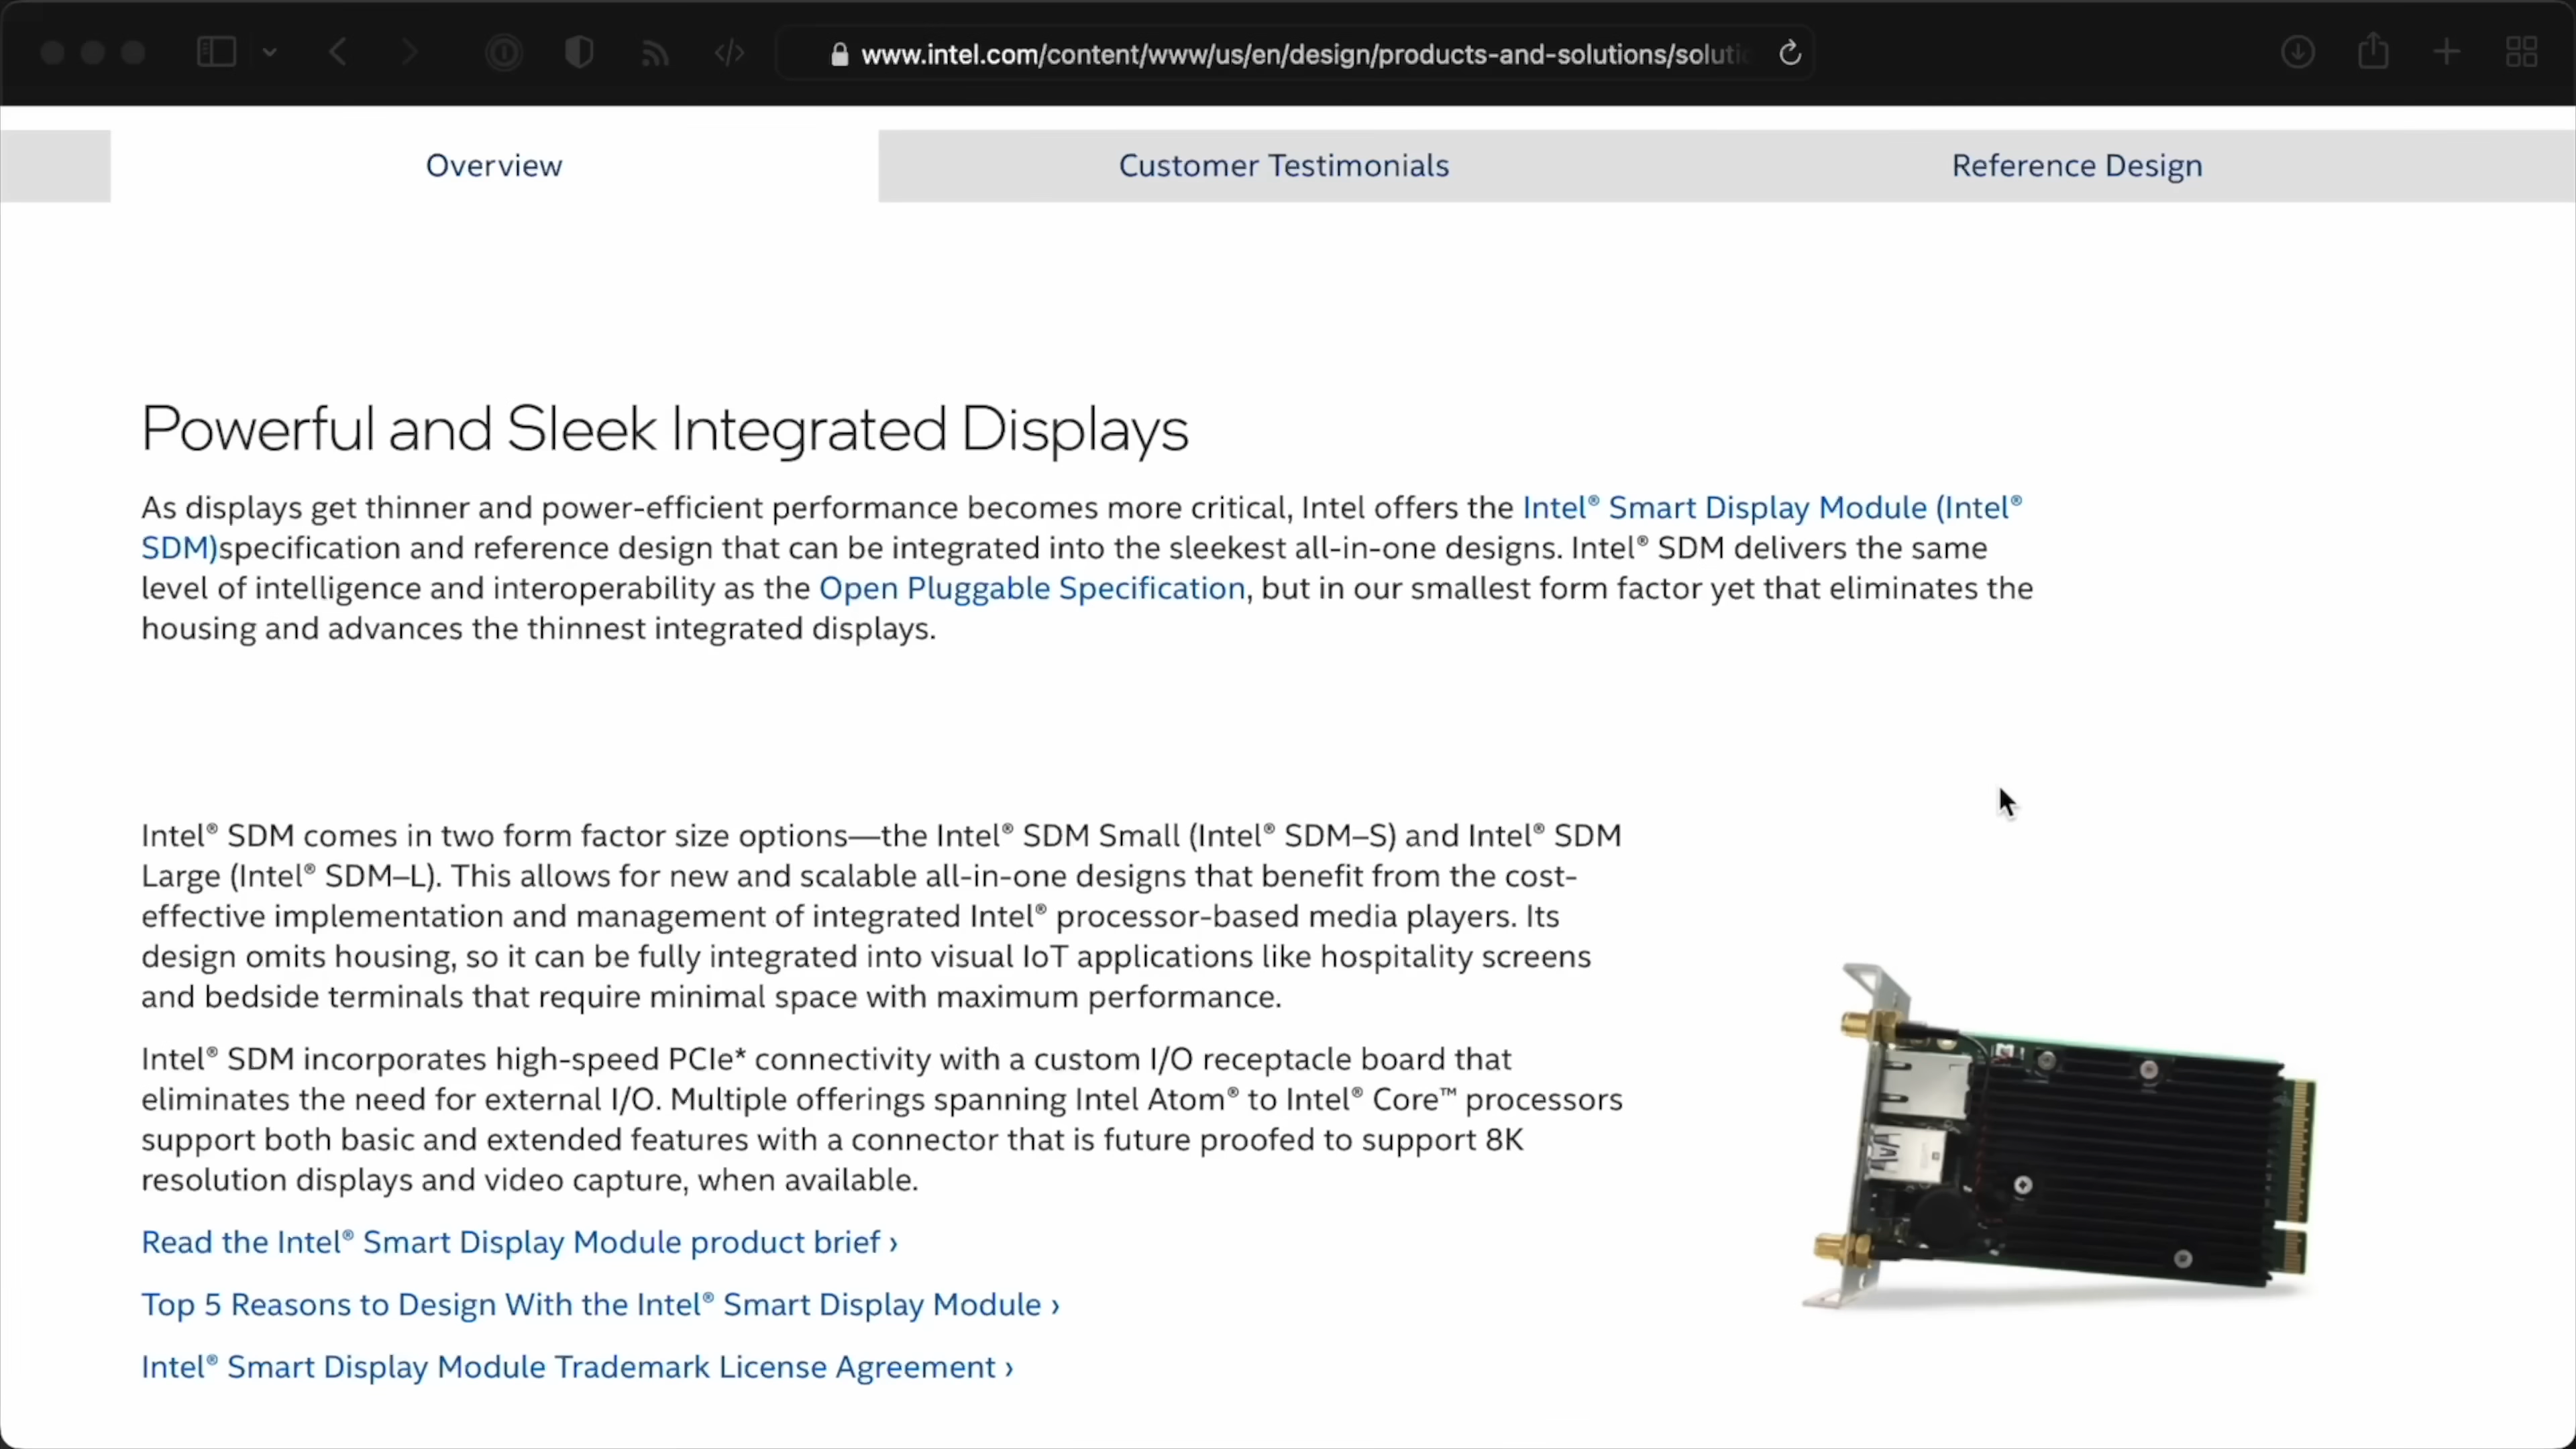 www.intel.com/content/www/us/en/design/products-and-solutions/soluti
Overview
Customer Testimonials
Reference Design
Powerful and Sleek Integrated Displays
As displays get thinner and power-efficient performance becomes more critical, Intel offers the Intel® Smart Display Module (Intel®
SDM)specification and reference design that can be integrated into the sleekest all-in-one designs. Intel® SDM delivers the same
level of intelligence and interoperability as the Open Pluggable Specification, but in our smallest form factor yet that eliminates the
housing and advances the thinnest integrated displays.
Intel® SDM comes in two form factor size options—the Intel® SDM Small (Intel® SDM–S) and Intel® SDM
Large (Intel® SDM–L). This allows for new and scalable all-in-one designs that benefit from the cost-
effective implementation and management of integrated Intel® processor-based media players. Its
design omits housing, so it can be fully integrated into visual IoT applications like hospitality screens
and bedside terminals that require minimal space with maximum performance.
Intel® SDM incorporates high-speed PCIe* connectivity with a custom I/O receptacle board that
eliminates the need for external I/O. Multiple offerings spanning Intel Atom® to Intel® Core™ processors
support both basic and extended features with a connector that is future proofed to support 8K
resolution displays and video capture, when available.
Read the Intel® Smart Display Module product brief ›
Top 5 Reasons to Design With the Intel® Smart Display Module ›
Intel® Smart Display Module Trademark License Agreement ›